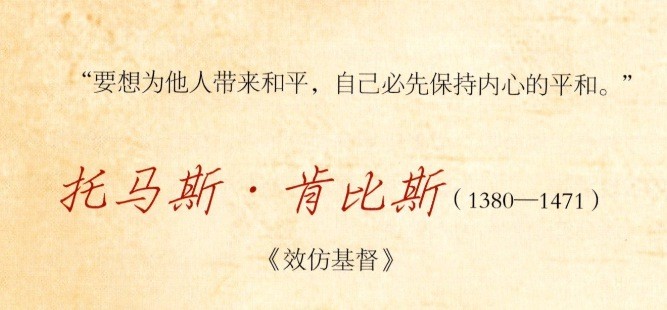 “要想为他人带来和平，自己必先保持内心的平和。”
托马斯·肯比斯（1380—1471）
《效仿基督》